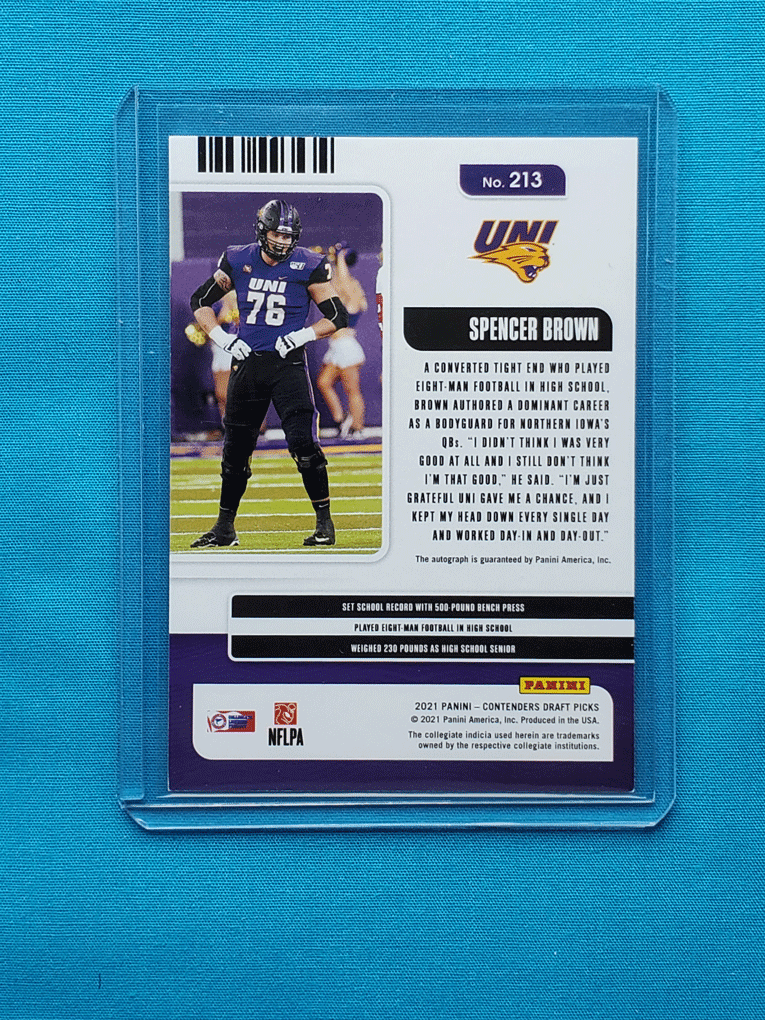 No. 213
UNI
SPENCER BROWN
UNI
76
A CONVERTED TIGHT END WHO PLAYED
EIGHT-MAN FOOTBALL IN HIGH SCHOOL,
BROWN AUTHORED A DOMINANT CAREER
AS A BODYGUARD FOR NORTHERN IOWA'S
QBs. "I DIDN'T THINK I WAS VERY
GOOD AT ALL AND I STILL DON'T THINK
I'M THAT GOOD," HE SAID. "I'M JUST
GRATEFUL UNI GAVE ME A CHANCE, AND I
KEPT MY HEAD DOWN EVERY SINGLE DAY
AND WORKED DAY-IN AND DAY-OUT."
The autograph is guaranteed by Panini America, Inc.
SET SCHOOL RECORD WITH 500-POUND BENCH PRESS
PLAYED EIGHT-MAN FOOTBALL IN HIGH SCHOOL
WEIGHED 230 POUNDS AS HIGH SCHOOL SENIOR
PANINI
NFLPA
2021 PANINI – CONTENDERS DRAFT PICKS
© 2021 Panini America, Inc. Produced in the USA.
The collegiate indicia used herein are trademarks
owned by the respective collegiate institutions.